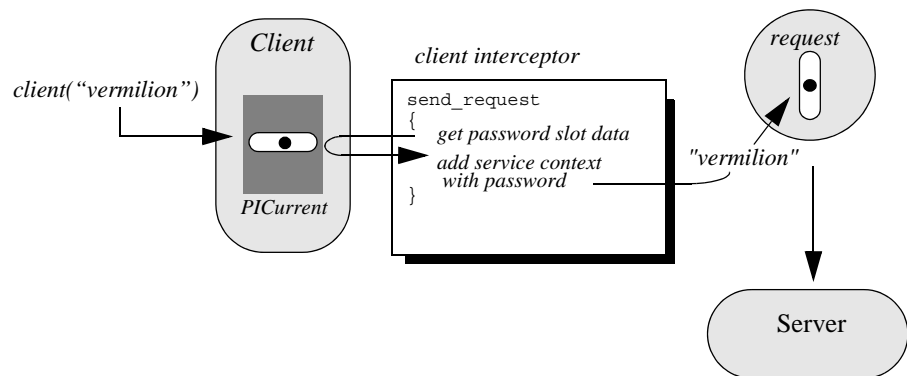 Client
client(“vermilion”)
PICurrent
client interceptor
send_request
{
get password slot data
add service context
with password
}
"vermilion"
request
Server